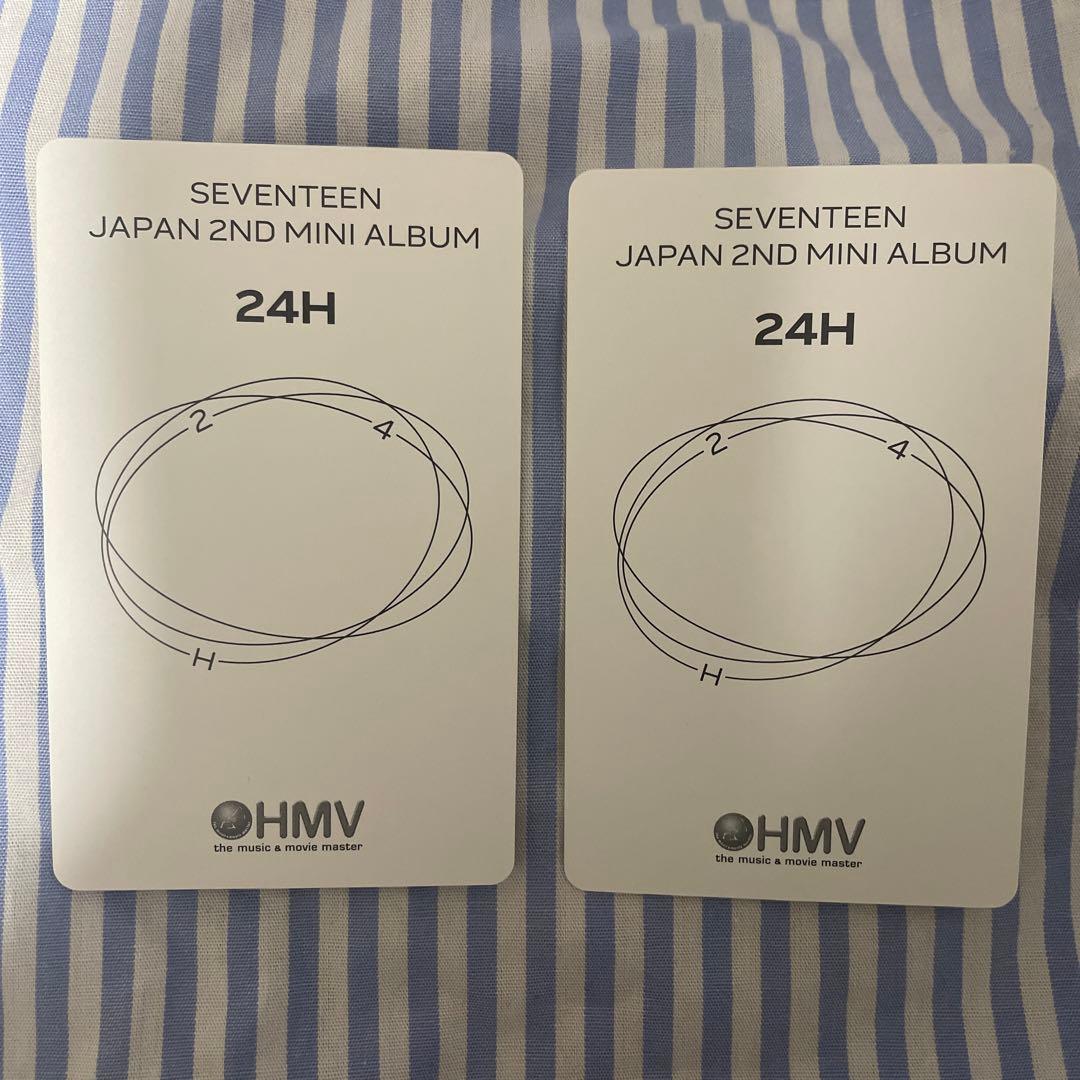 SEVENTEEN
JAPAN 2ND MINI ALBUM
24H
2
4
H
HMV
the music & movie master
SEVENTEEN
JAPAN 2ND MINI ALBUM
24H
2
4
H
HMV
the music & movie master